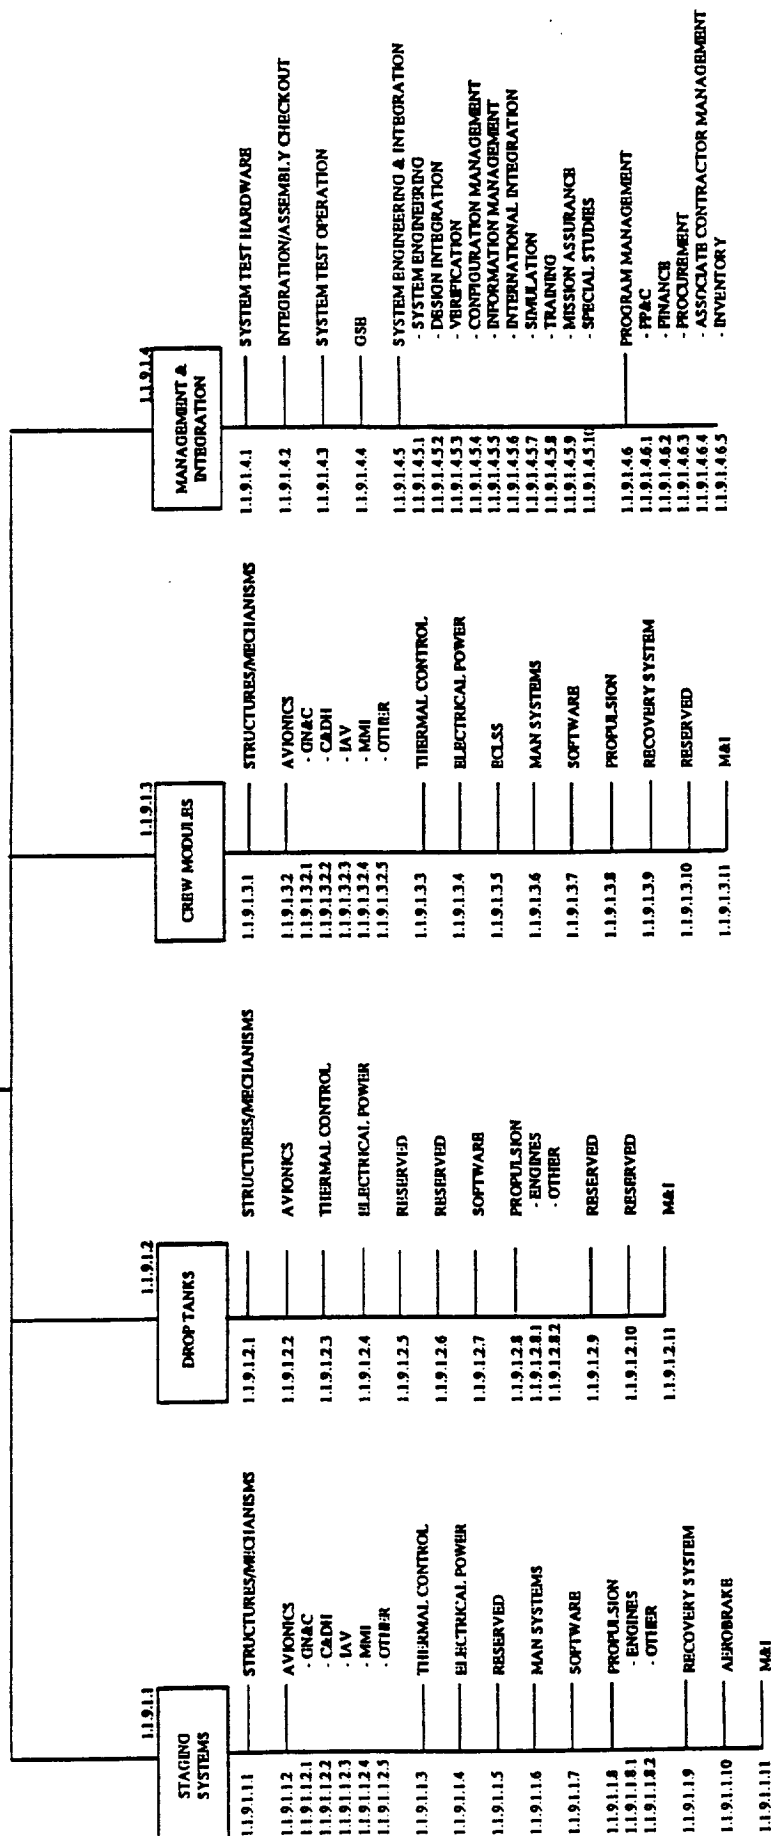 1.1.9.1.1
STAGING
SYSTEMS
1.1.9.1.1.1 STRUCTURES/MECHANISMS
1.1.9.1.1.2 AVIONICS
1.1.9.1.1.2.1 - GN&C
1.1.9.1.1.2.2 - C&DH
1.1.9.1.1.2.3 - IAV
1.1.9.1.1.2.4 - MMI
1.1.9.1.1.2.5 - OTHER
1.1.9.1.1.3 THERMAL CONTROL
1.1.9.1.1.4 ELECTRICAL POWER
1.1.9.1.1.5 RESERVED
1.1.9.1.1.6 MAN SYSTEMS
1.1.9.1.1.7 SOFTWARE
1.1.9.1.1.8 PROPULSION
1.1.9.1.1.8.1 - ENGINES
1.1.9.1.1.8.2 - OTHER
1.1.9.1.1.9 RECOVERY SYSTEM
1.1.9.1.1.10 AEROBRAKE
1.1.9.1.1.11 M&I
1.1.9.1.2
DROP TANKS
1.1.9.1.2.1 STRUCTURES/MECHANISMS
1.1.9.1.2.2 AVIONICS
1.1.9.1.2.3 THERMAL CONTROL
1.1.9.1.2.4 ELECTRICAL POWER
1.1.9.1.2.5 RESERVED
1.1.9.1.2.6 RESERVED
1.1.9.1.2.7 SOFTWARE
1.1.9.1.2.8 PROPULSION
1.1.9.1.2.8.1 - ENGINES
1.1.9.1.2.8.2 - OTHER
1.1.9.1.2.9 RESERVED
1.1.9.1.2.10 RESERVED
1.1.9.1.2.11 M&I
1.1.9.1.3
CREW MODULES
1.1.9.1.3.1 STRUCTURES/MECHANISMS
1.1.9.1.3.2 AVIONICS
1.1.9.1.3.2.1 - GN&C
1.1.9.1.3.2.2 - C&DH
1.1.9.1.3.2.3 - IAV
1.1.9.1.3.2.4 - MMI
1.1.9.1.3.2.5 - OTHER
1.1.9.1.3.3 THERMAL CONTROL
1.1.9.1.3.4 ELECTRICAL POWER
1.1.9.1.3.5 ECLSS
1.1.9.1.3.6 MAN SYSTEMS
1.1.9.1.3.7 SOFTWARE
1.1.9.1.3.8 PROPULSION
1.1.9.1.3.9 RECOVERY SYSTEM
1.1.9.1.3.10 RESERVED
1.1.9.1.3.11 M&I
1.1.9.1.4
MANAGEMENT &
INTEGRATION
1.1.9.1.4.1 SYSTEM TEST HARDWARE
1.1.9.1.4.2 INTEGRATION/ASSEMBLY CHECKOUT
1.1.9.1.4.3 SYSTEM TEST OPERATION
1.1.9.1.4.4 GSE
1.1.9.1.4.5 SYSTEM ENGINEERING & INTEGRATION
1.1.9.1.4.5.1 - SYSTEM ENGINEERING
1.1.9.1.4.5.2 - DESIGN INTEGRATION
1.1.9.1.4.5.3 - VERIFICATION
1.1.9.1.4.5.4 - CONFIGURATION MANAGEMENT
1.1.9.1.4.5.5 - INFORMATION MANAGEMENT
1.1.9.1.4.5.6 - INTERNATIONAL INTEGRATION
1.1.9.1.4.5.7 - SIMULATION
1.1.9.1.4.5.8 - TRAINING
1.1.9.1.4.5.9 - MISSION ASSURANCE
1.1.9.1.4.5.10 - SPECIAL STUDIES
1.1.9.1.4.6 PROGRAM MANAGEMENT
1.1.9.1.4.6.1 - PP&C
1.1.9.1.4.6.2 - FINANCE
1.1.9.1.4.6.3 - PROCUREMENT
1.1.9.1.4.6.4 - ASSOCIATE CONTRACTOR MANAGEMENT
1.1.9.1.4.6.5 - INVENTORY